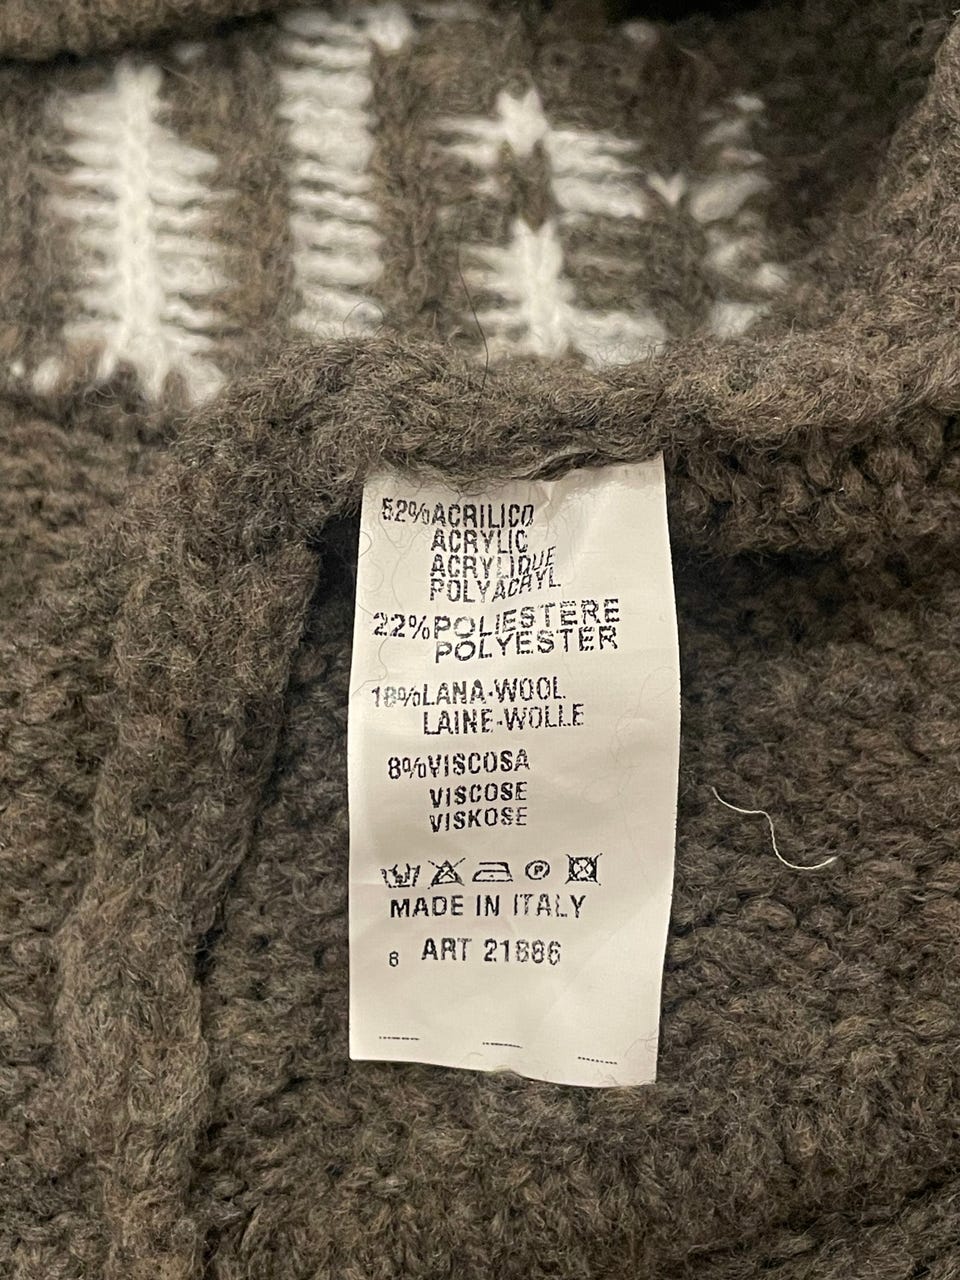 52%ACRILICO
ACRYLIC
ACRYLIQUE
POLYACRYL
22%POLIESTERE
POLYESTER
18%LANA-WOOL
LAINE-WOLLE
8%VISCOSA
VISCOSE
VISKOSE
P
MADE IN ITALY
8 ART 21886